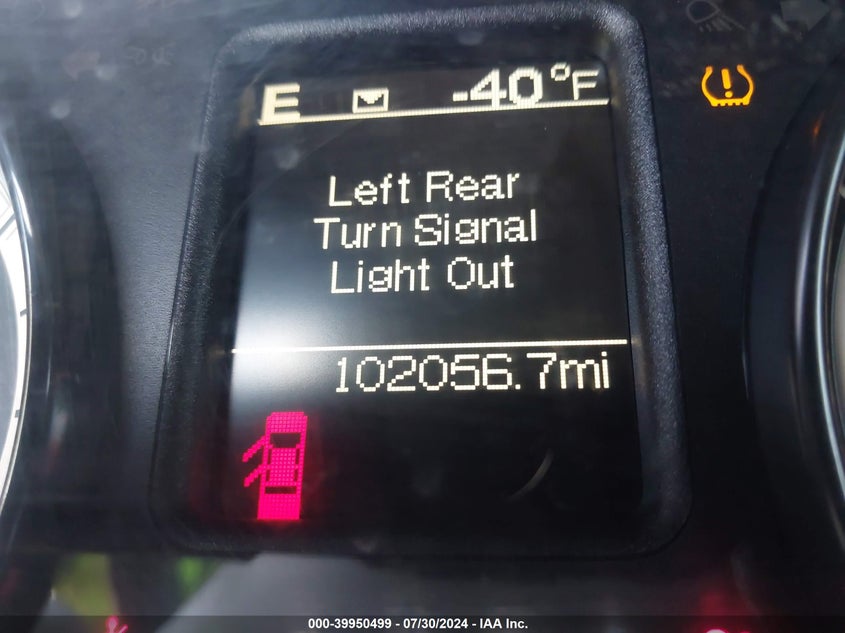 E -40°F
Left Rear
Turn Signal
Light Out
102056.7mi
000-39950499 - 07/30/2024 - IAA Inc.